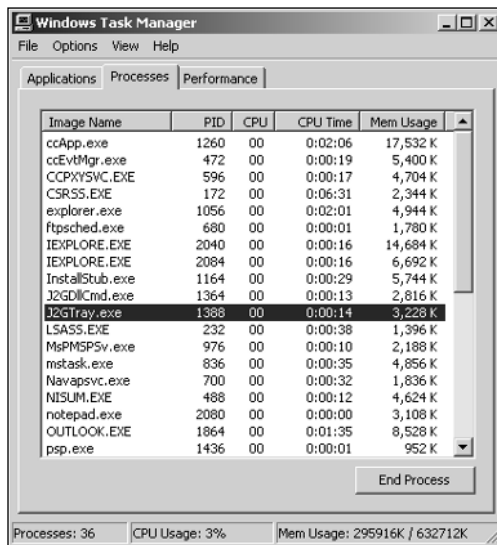 Windows Task Manager
File Options View Help
Applications Processes Performance
Image Name PID CPU CPU Time Mem Usage
ccApp.exe 1260 00 0:02:06 17,532 K
ccEvtMgr.exe 472 00 0:00:19 5,400 K
CCPXYSVC.EXE 596 00 0:00:17 4,704 K
CSRSS.EXE 172 00 0:06:31 2,344 K
explorer.exe 1056 00 0:02:01 4,944 K
ftpsched.exe 680 00 0:00:01 1,780 K
IEXPLORE.EXE 2040 00 0:00:16 14,684 K
IEXPLORE.EXE 2084 00 0:00:16 6,692 K
InstallStub.exe 1164 00 0:00:29 5,744 K
J2GDllCmd.exe 1364 00 0:00:13 2,816 K
J2GTray.exe 1388 00 0:00:14 3,228 K
LSASS.EXE 232 00 0:00:38 1,396 K
MsPMSPSv.exe 976 00 0:00:10 2,188 K
mstask.exe 836 00 0:00:35 4,856 K
Navapsvc.exe 700 00 0:00:32 1,836 K
NISUM.EXE 488 00 0:00:12 4,624 K
notepad.exe 2080 00 0:00:00 3,108 K
OUTLOOK.EXE 1864 00 0:01:35 8,528 K
psp.exe 1436 00 0:00:01 952 K
End Process
Processes: 36 CPU Usage: 3% Mem Usage: 295916K / 632712K